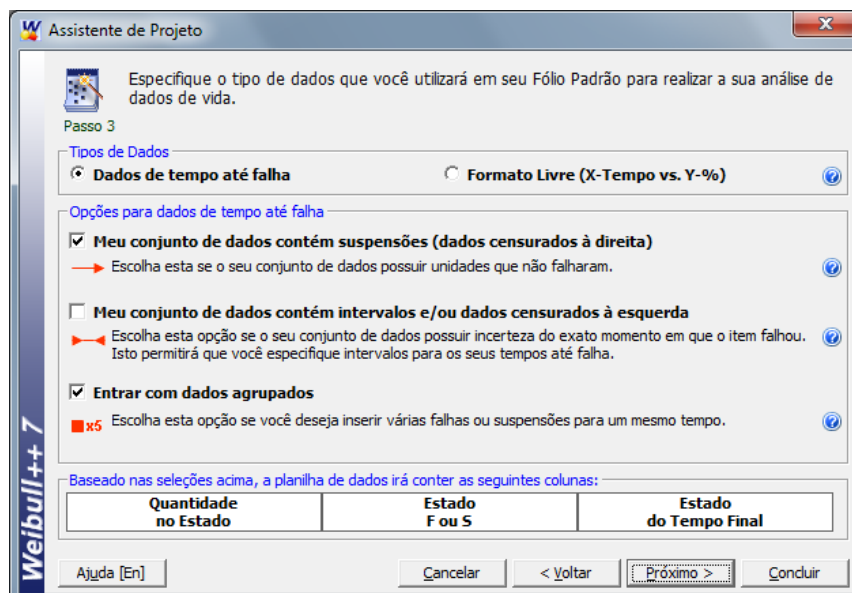 Assistente de Projeto
Especifique o tipo de dados que você utilizará em seu Fólio Padrão para realizar a sua análise de
dados de vida.
Passo 3
Tipos de Dados
Dados de tempo até falha
Formato Livre (X-Tempo vs. Y-%)
Opções para dados de tempo até falha
Meu conjunto de dados contém suspensões (dados censurados à direita)
Escolha esta se o seu conjunto de dados possuir unidades que não falharam.
Meu conjunto de dados contém intervalos e/ou dados censurados à esquerda
Escolha esta opção se o seu conjunto de dados possuir incerteza do exato momento em que o item falhou.
Isto permitirá que você especifique intervalos para os seus tempos até falha.
Entrar com dados agrupados
x5 Escolha esta opção se você deseja inserir várias falhas ou suspensões para um mesmo tempo.
Baseado nas seleções acima, a planilha de dados irá conter as seguintes colunas:
Quantidade
no Estado
Estado
F ou S
Estado
do Tempo Final
Weibull++ 7
Ajuda [En]
Cancelar
< Voltar
Próximo >
Concluir